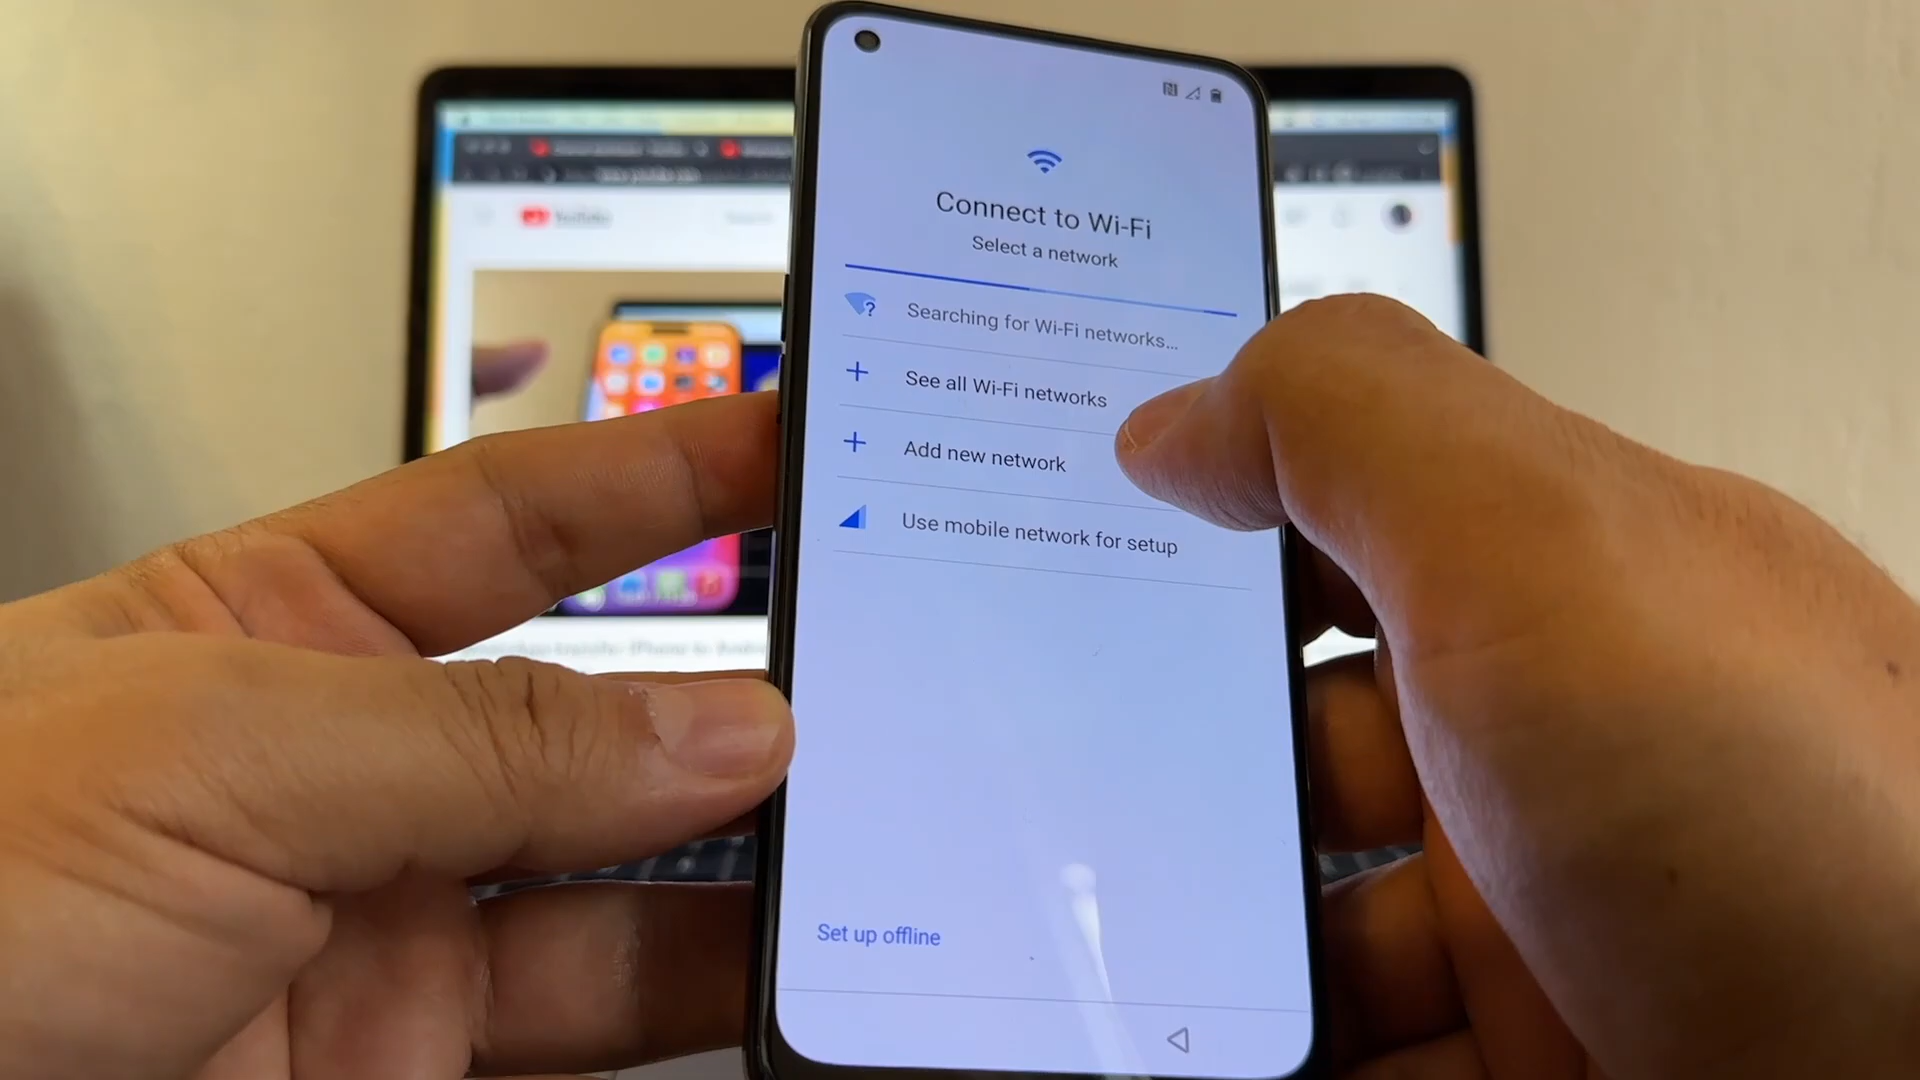 Connect to Wi-Fi
Select a network
Searching for Wi-Fi networks...
See all Wi-Fi networks
Add new network
Use mobile network for setup
Set up offline
YouTube